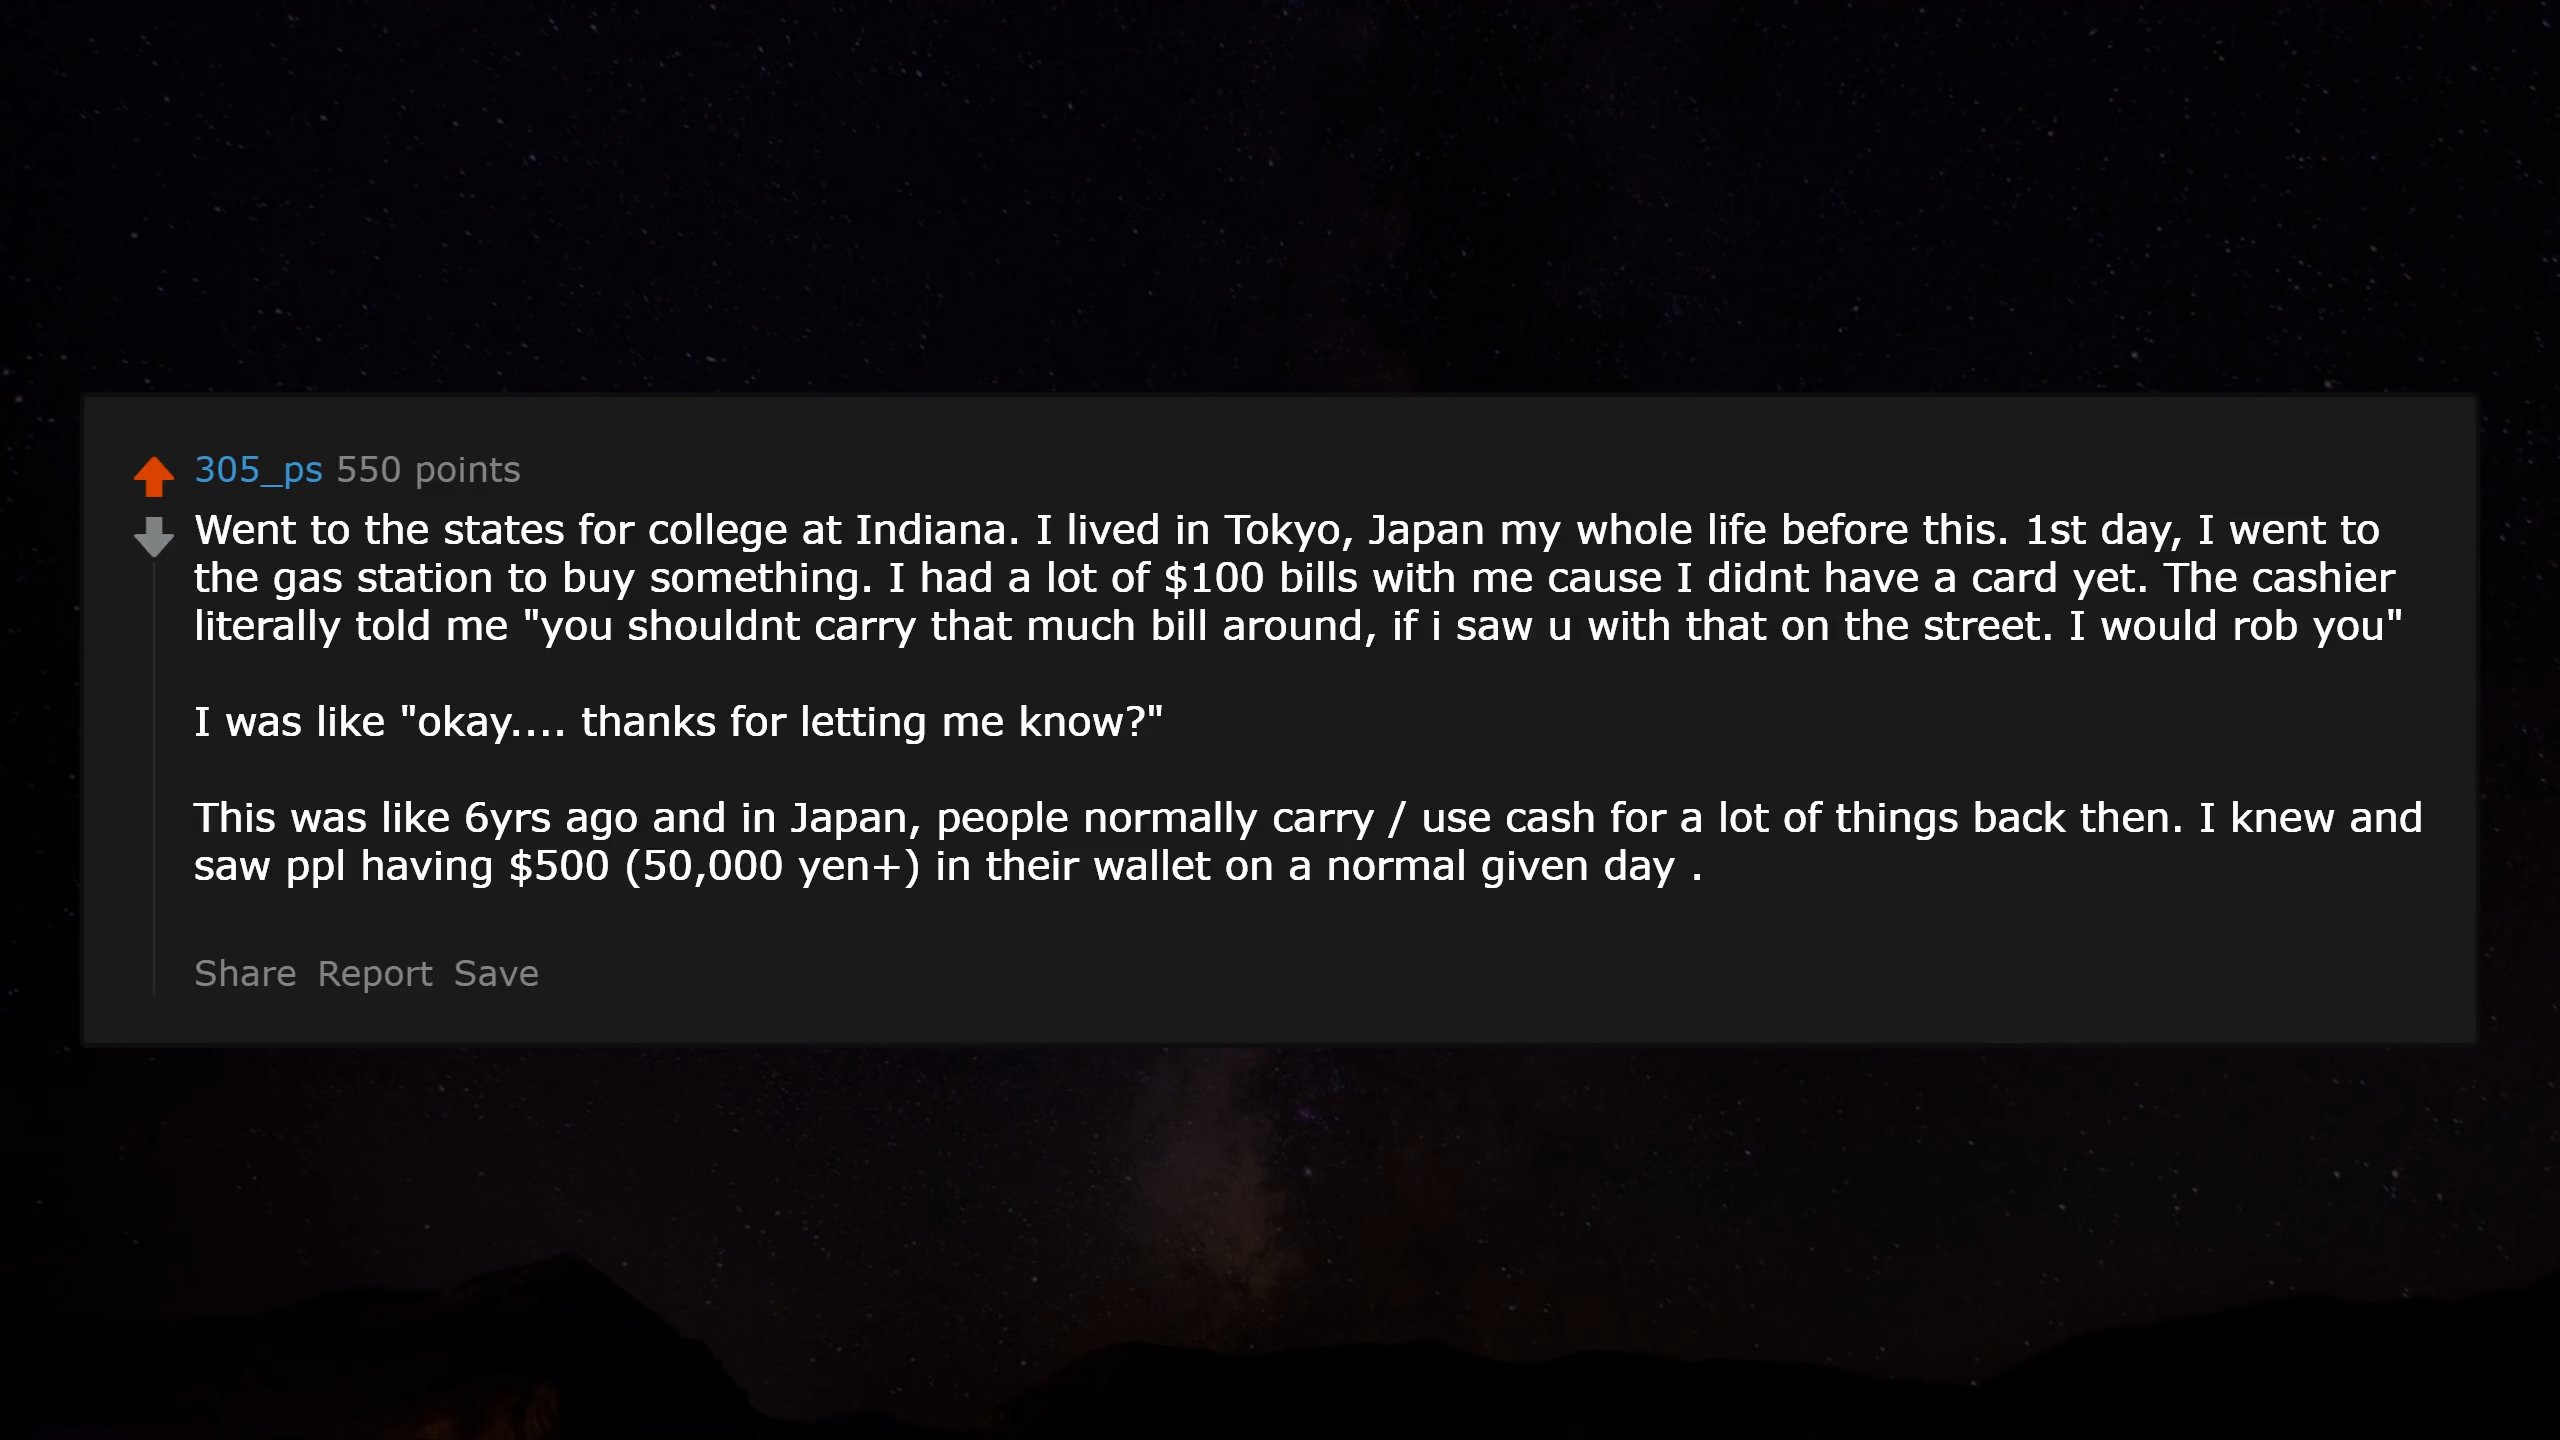 305_ps 550 points
Went to the states for college at Indiana. I lived in Tokyo, Japan my whole life before this. 1st day, I went to
the gas station to buy something. I had a lot of $100 bills with me cause I didnt have a card yet. The cashier
literally told me "you shouldnt carry that much bill around, if i saw u with that on the street. I would rob you"
I was like "okay.... thanks for letting me know?"
This was like 6yrs ago and in Japan, people normally carry / use cash for a lot of things back then. I knew and
saw ppl having $500 (50,000 yen+) in their wallet on a normal given day .
Share Report Save